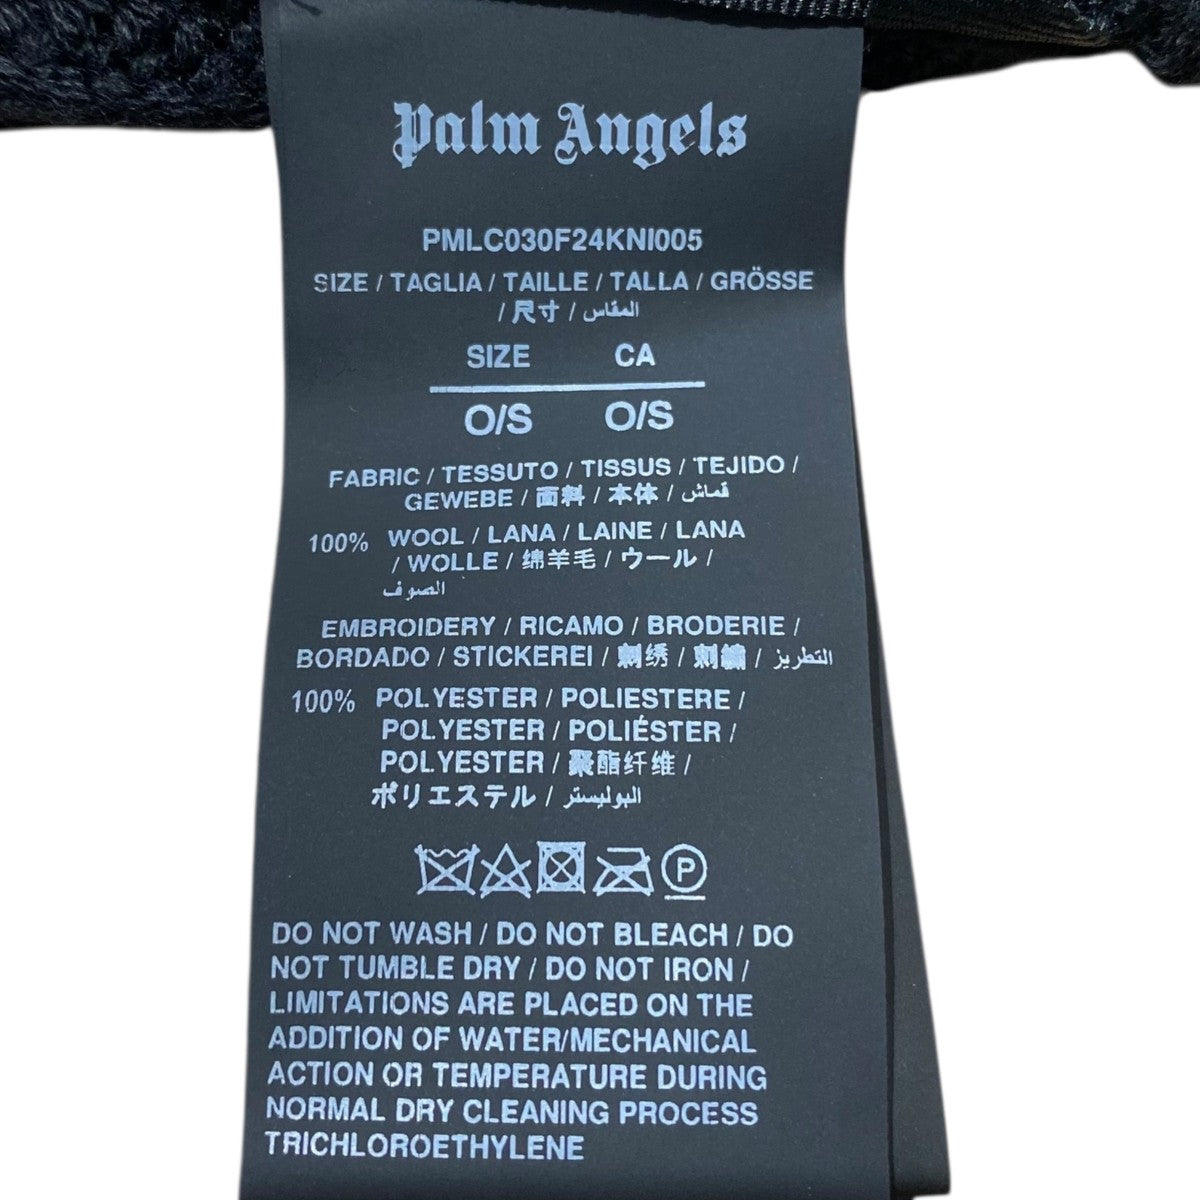 Palm Angels
PMLC030F24KNI005
SIZE / TAGLIA / TAILLE / TALLA / GRÖSSE
/ 尺寸 / المقاس
SIZE CA
O/S O/S
FABRIC / TESSUTO / TISSUS / TEJIDO /
GEWEBE / 面料 / 本体 / قماش
100% WOOL / LANA / LAINE / LANA
/ WOLLE / 绵羊毛 / ウール /
الصوف
EMBROIDERY / RICAMO / BRODERIE /
BORDADO / STICKEREI / 刺绣 / 刺繍 / التطريز
100% POLYESTER / POLIESTERE /
POLYESTER / POLIÉSTER /
POLYESTER / 聚酯纤维 /
ポリエステル / البوليستر
P
DO NOT WASH / DO NOT BLEACH / DO
NOT TUMBLE DRY / DO NOT IRON /
LIMITATIONS ARE PLACED ON THE
ADDITION OF WATER/MECHANICAL
ACTION OR TEMPERATURE DURING
NORMAL DRY CLEANING PROCESS
TRICHLOROETHYLENE